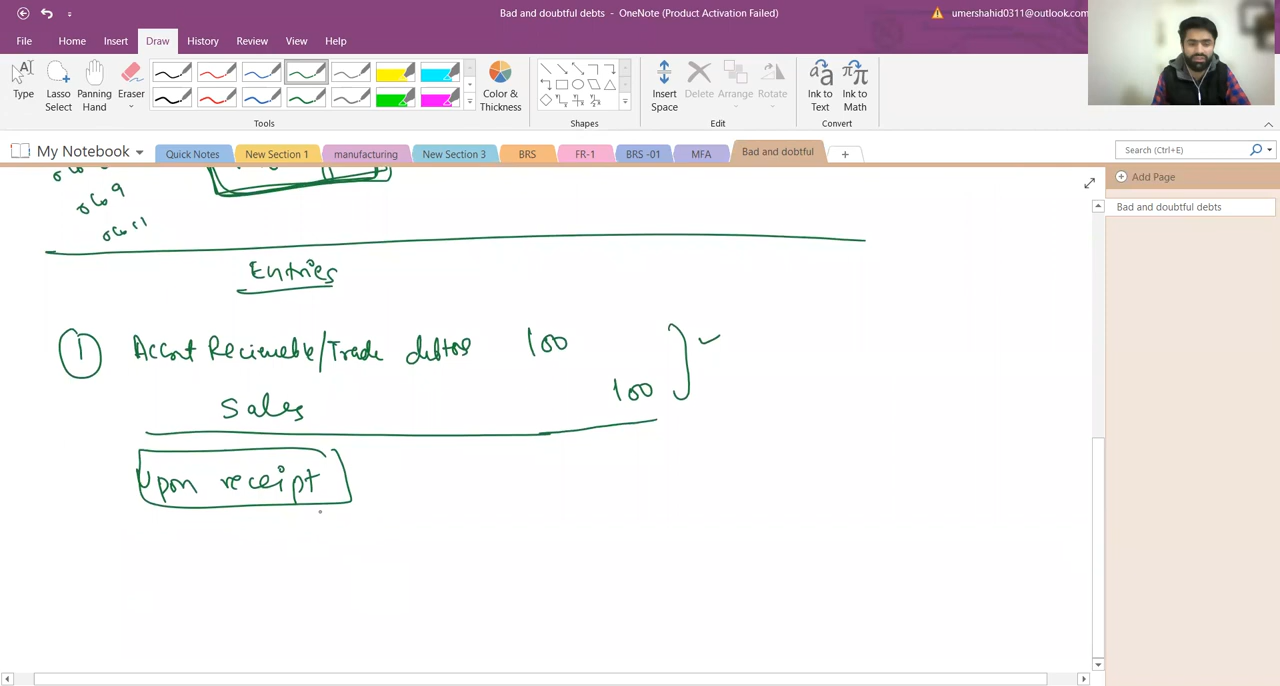 Bad and doubtful debts - OneNote (Product Activation Failed)
umershahid0311@outlook.com
File Home Insert Draw History Review View Help
Type
Lasso Select
Panning Hand
Eraser
Color & Thickness
Insert Space
Delete
Arrange
Rotate
Ink to Text
Ink to Math
Tools
Shapes
Edit
Convert
My Notebook
Quick Notes
New Section 1
manufacturing
New Section 3
BRS
FR-1
BRS -01
MFA
Bad and dobtful
Search (Ctrl+E)
Add Page
Bad and doubtful debts
Entries
1 Accont Recieveble/Trade debtors 100
Sales 100
Upon receipt